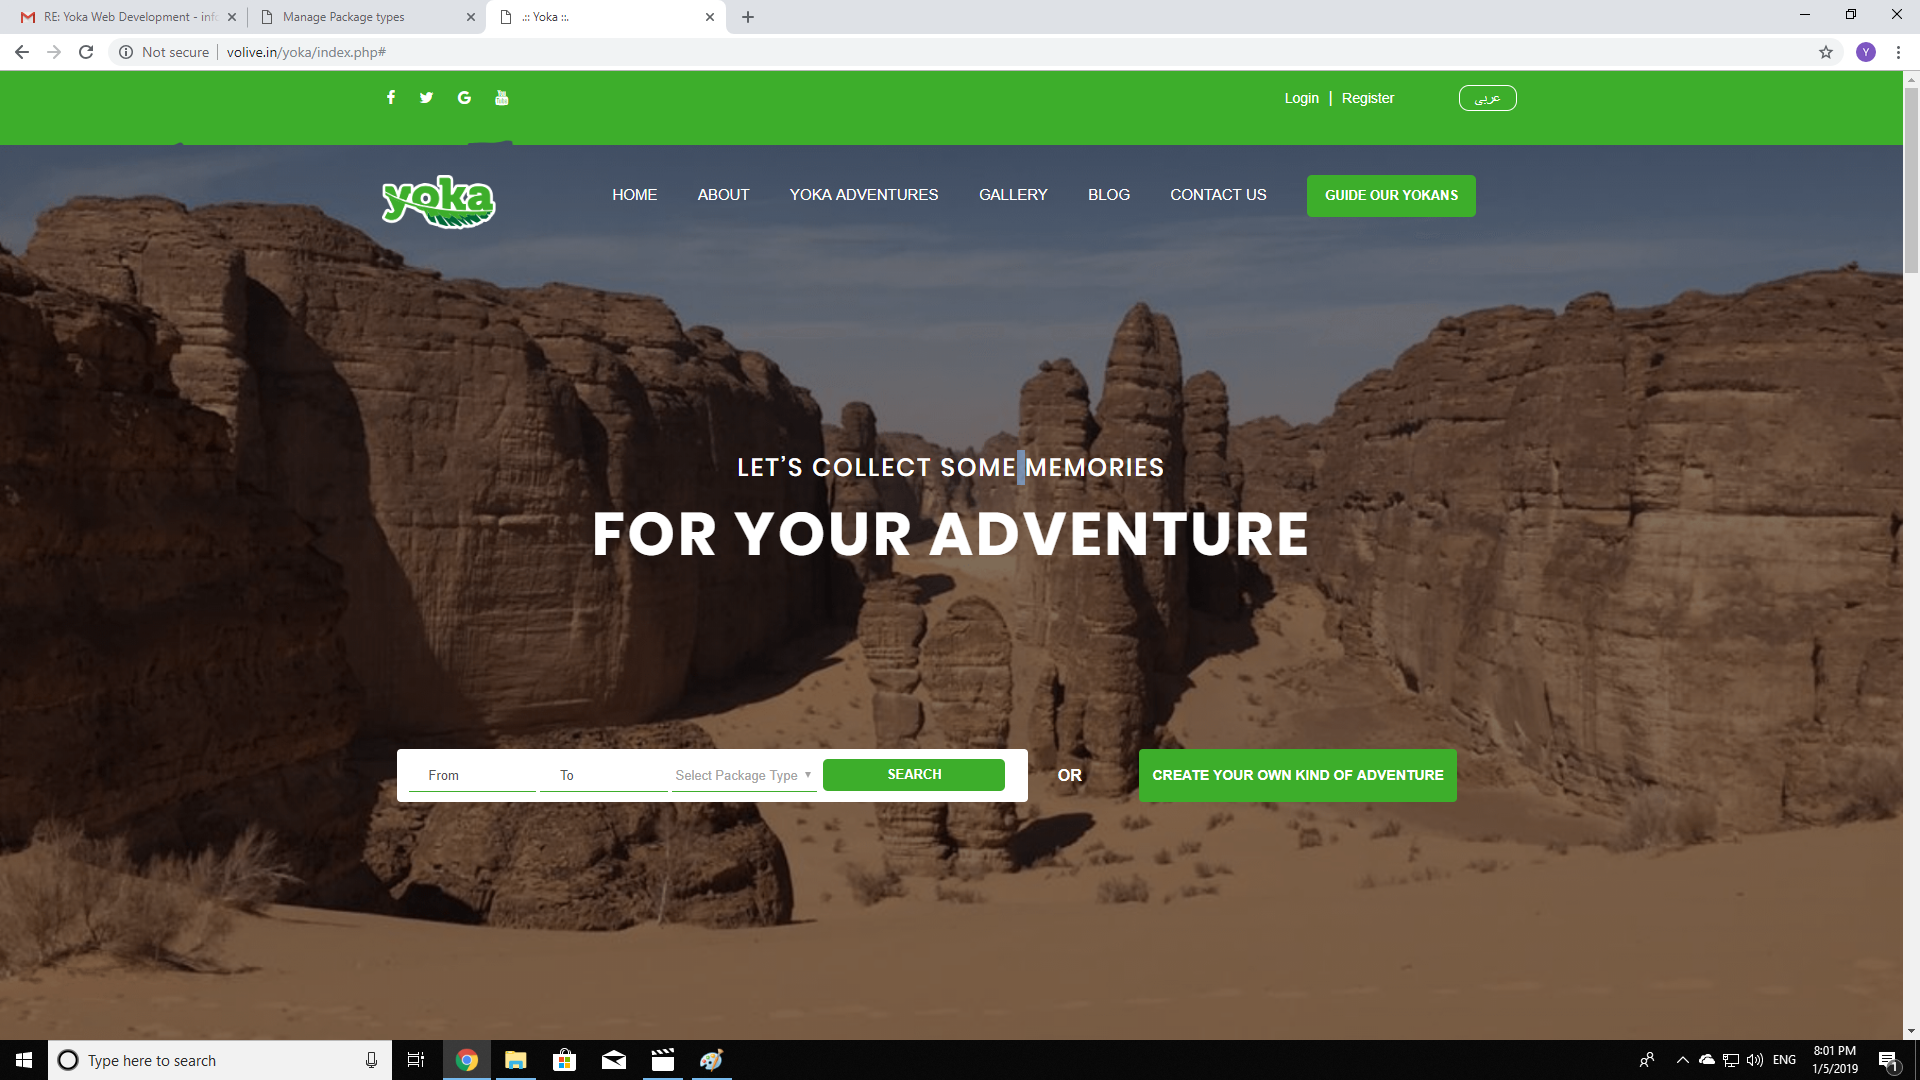 RE: Yoka Web Development - info
Manage Package types
.:: Yoka ::.
Not secure | volive.in/yoka/index.php#
Y
Login | Register
عربى
yoka
HOME
ABOUT
YOKA ADVENTURES
GALLERY
BLOG
CONTACT US
GUIDE OUR YOKANS
LET’S COLLECT SOME MEMORIES
FOR YOUR ADVENTURE
From
To
Select Package Type
SEARCH
OR
CREATE YOUR OWN KIND OF ADVENTURE
Type here to search
ENG
8:01 PM
1/5/2019
1